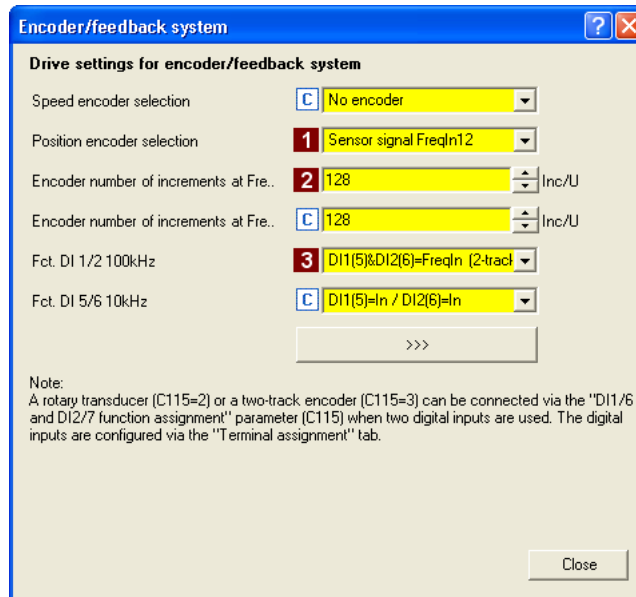 Encoder/feedback system
Drive settings for encoder/feedback system
Speed encoder selection C No encoder
Position encoder selection 1 Sensor signal FreqIn12
Encoder number of increments at Fre.. 2 128 Inc/U
Encoder number of increments at Fre.. C 128 Inc/U
Fct. DI 1/2 100kHz 3 DI1(5)&DI2(6)=FreqIn (2-track
Fct. DI 5/6 10kHz C DI1(5)=In / DI2(6)=In
>>>
Note:
A rotary transducer (C115=2) or a two-track encoder (C115=3) can be connected via the "DI1/6
and DI2/7 function assignment" parameter (C115) when two digital inputs are used. The digital
inputs are configured via the "Terminal assignment" tab.
Close